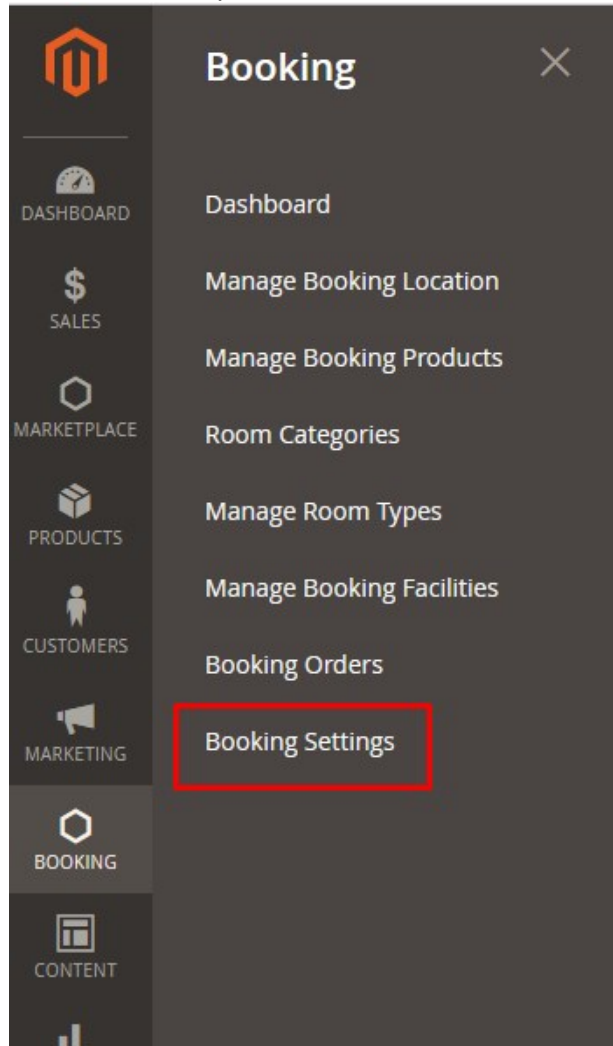 Booking
DASHBOARD
SALES
MARKETPLACE
PRODUCTS
CUSTOMERS
MARKETING
BOOKING
CONTENT
Dashboard
Manage Booking Location
Manage Booking Products
Room Categories
Manage Room Types
Manage Booking Facilities
Booking Orders
Booking Settings